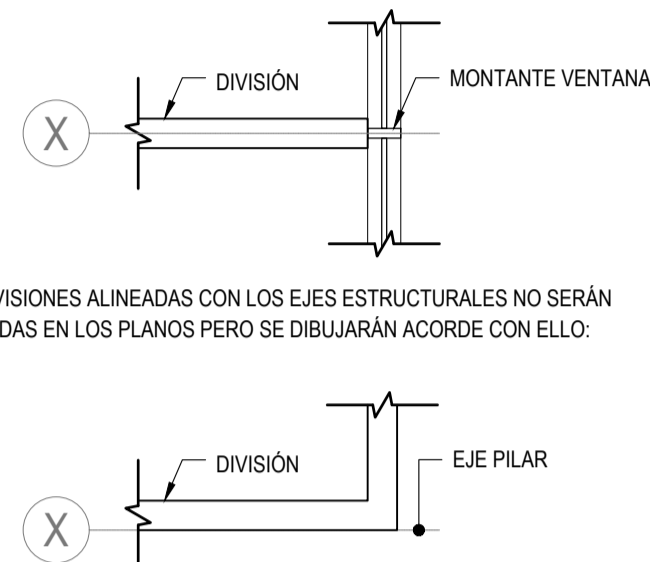 DIVISIÓN
MONTANTE VENTANA
X
VISIONES ALINEADAS CON LOS EJES ESTRUCTURALES NO SERÁN
DAS EN LOS PLANOS PERO SE DIBUJARÁN ACORDE CON ELLO:
DIVISIÓN
EJE PILAR
X